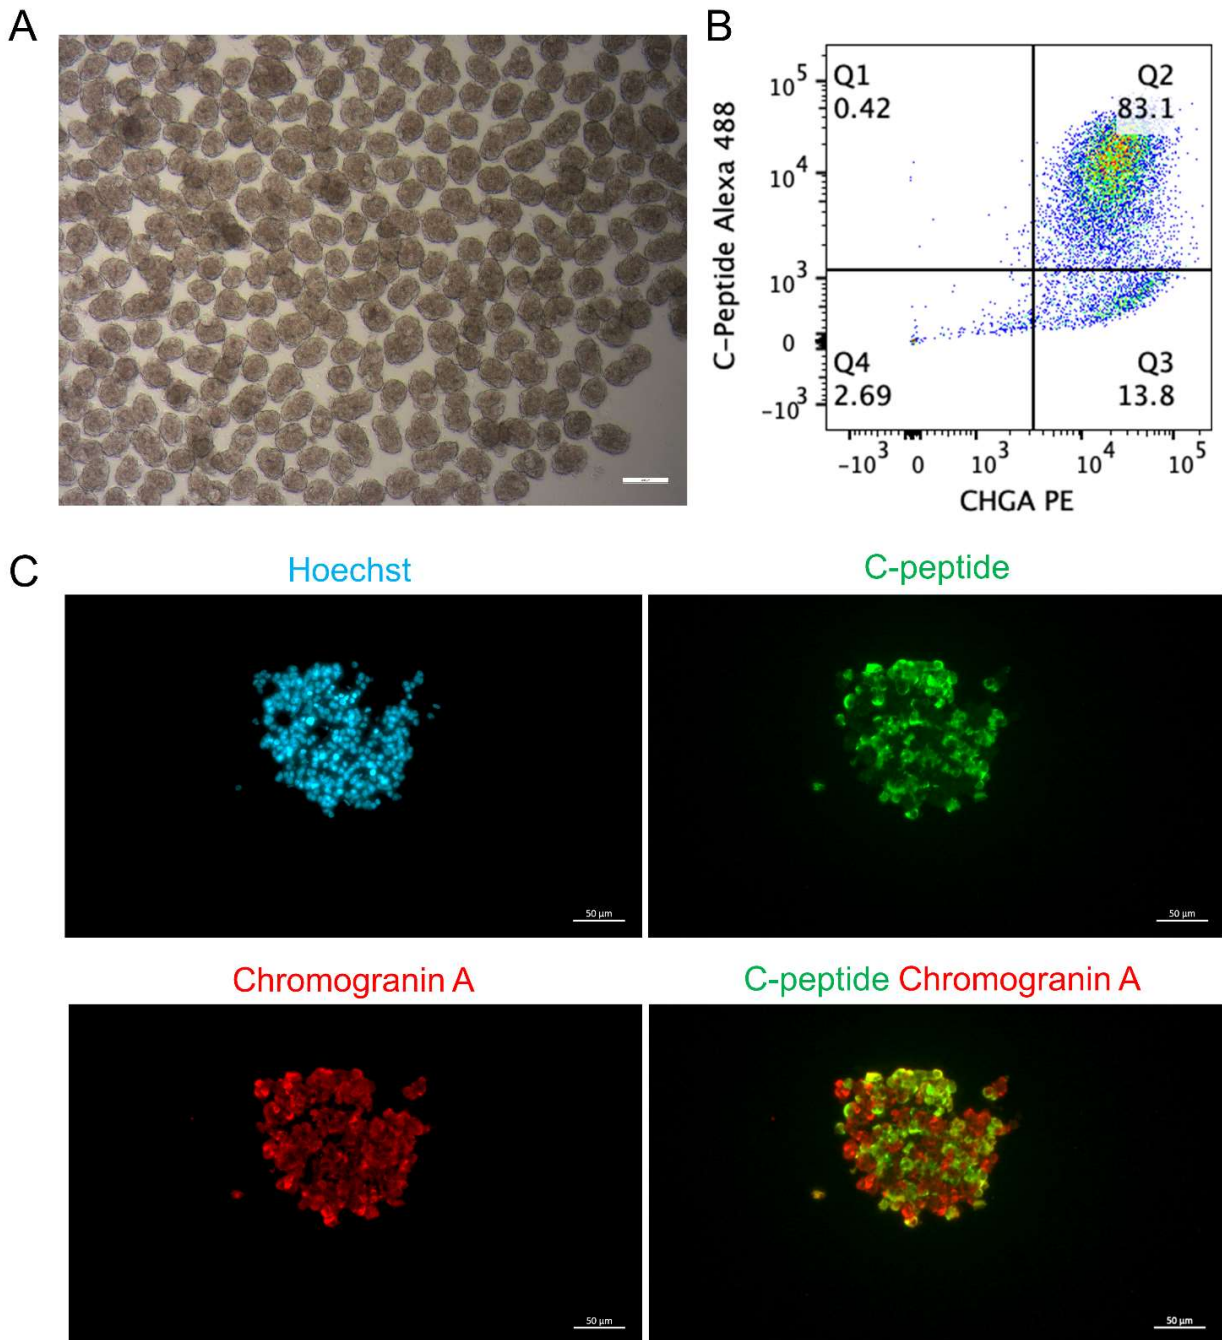 A
B
C-Peptide Alexa 488
Q1
0.42
Q2
83.1
Q4
2.69
Q3
13.8
10⁵
10⁴
10³
0
-10³
-10³ 0 10³ 10⁴ 10⁵
CHGA PE
C
Hoechst
C-peptide
50 µm
50 µm
Chromogranin A
C-peptide Chromogranin A
50 µm
50 µm